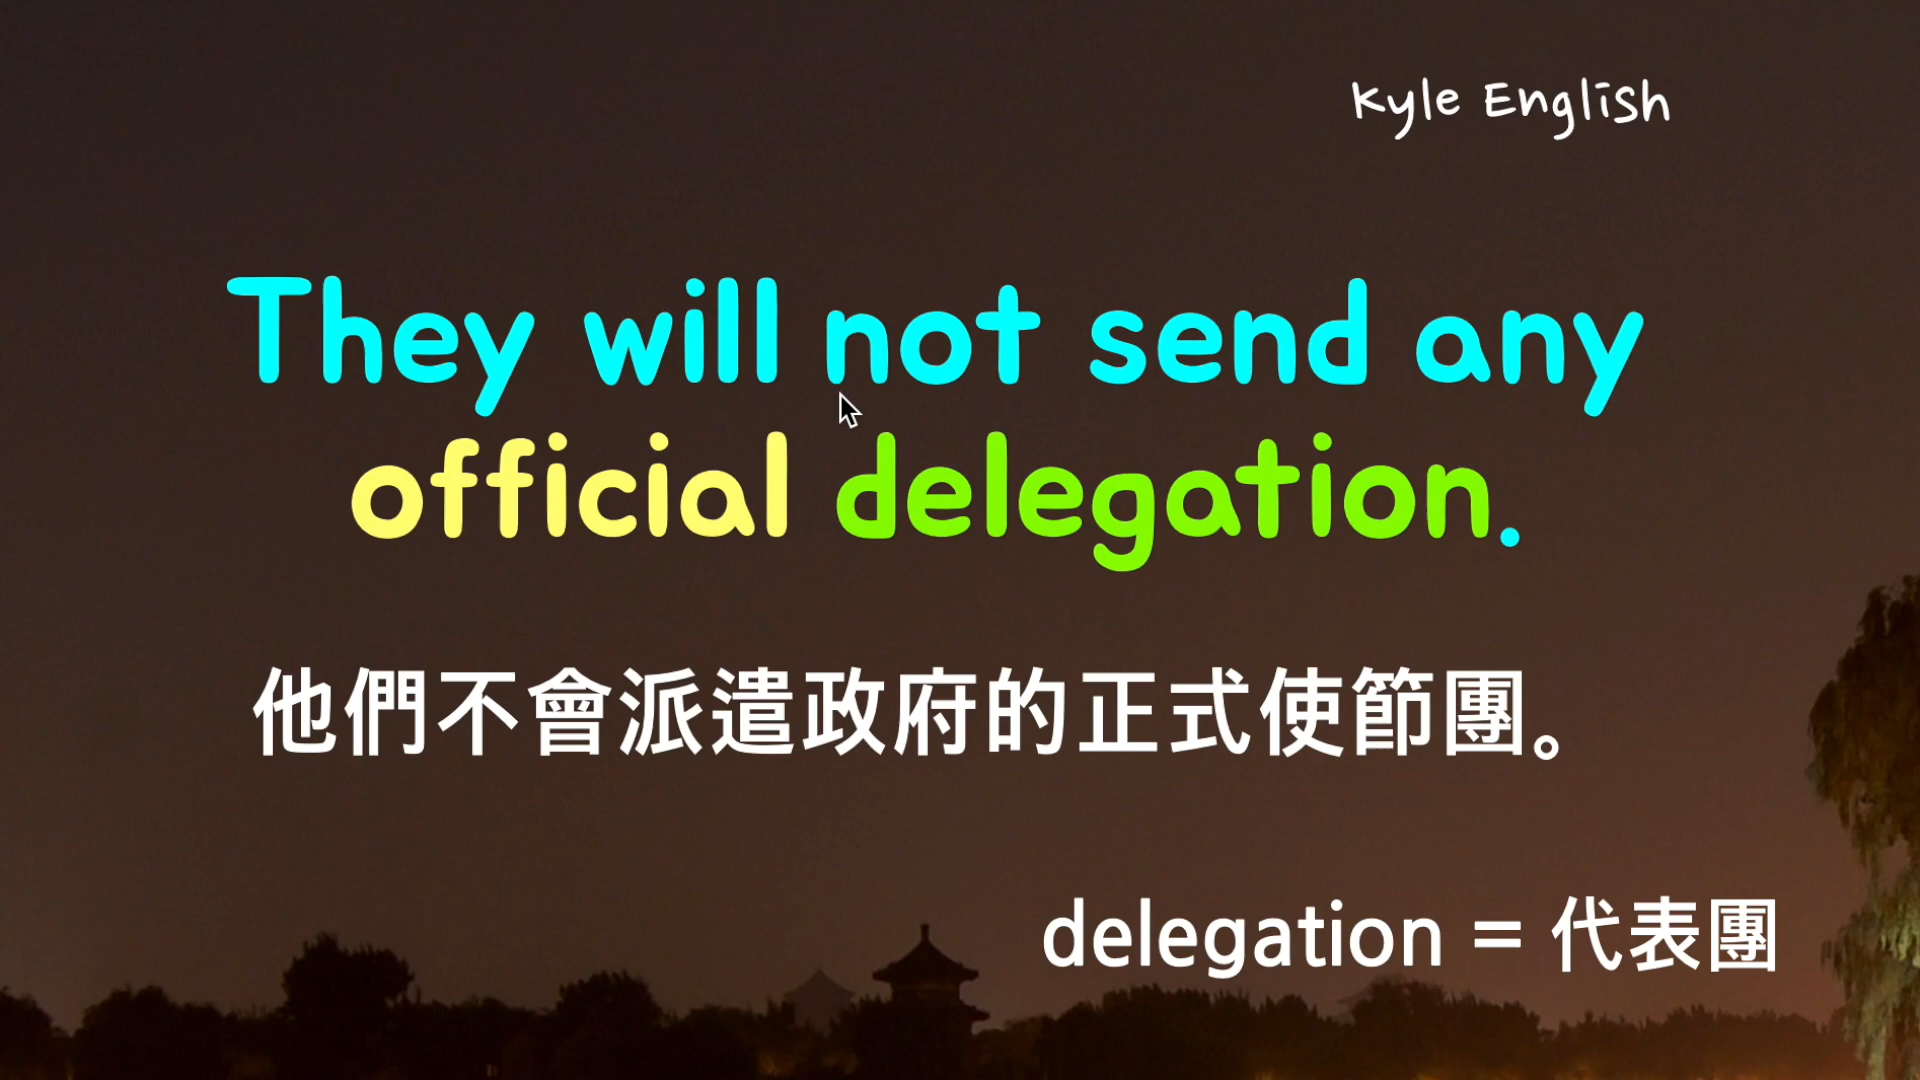 Kyle English
They will not send any
official delegation.
他們不會派遣政府的正式使節團。
delegation = 代表團